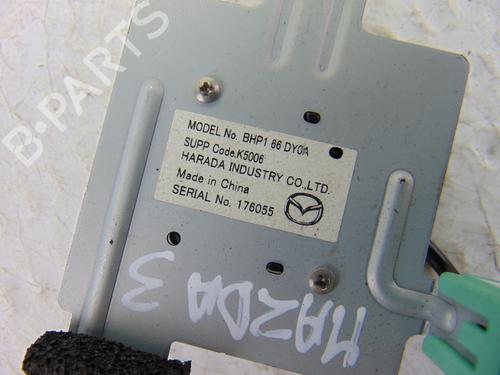 B-PARTS
MODEL No. BHP1 66 DY0A
SUPP Code.K5006
HARADA INDUSTRY CO.,LTD.
Made in China
SERIAL No. 176055
MAZDA 3